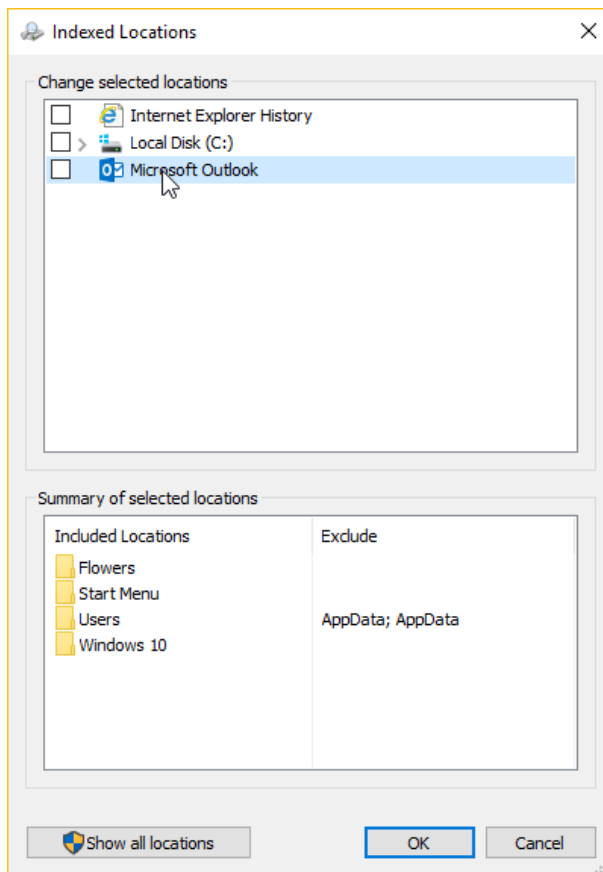 Indexed Locations
Change selected locations
Internet Explorer History
Local Disk (C:)
Microsoft Outlook
Summary of selected locations
Included Locations Exclude
Flowers
Start Menu
Users AppData; AppData
Windows 10
Show all locations OK Cancel